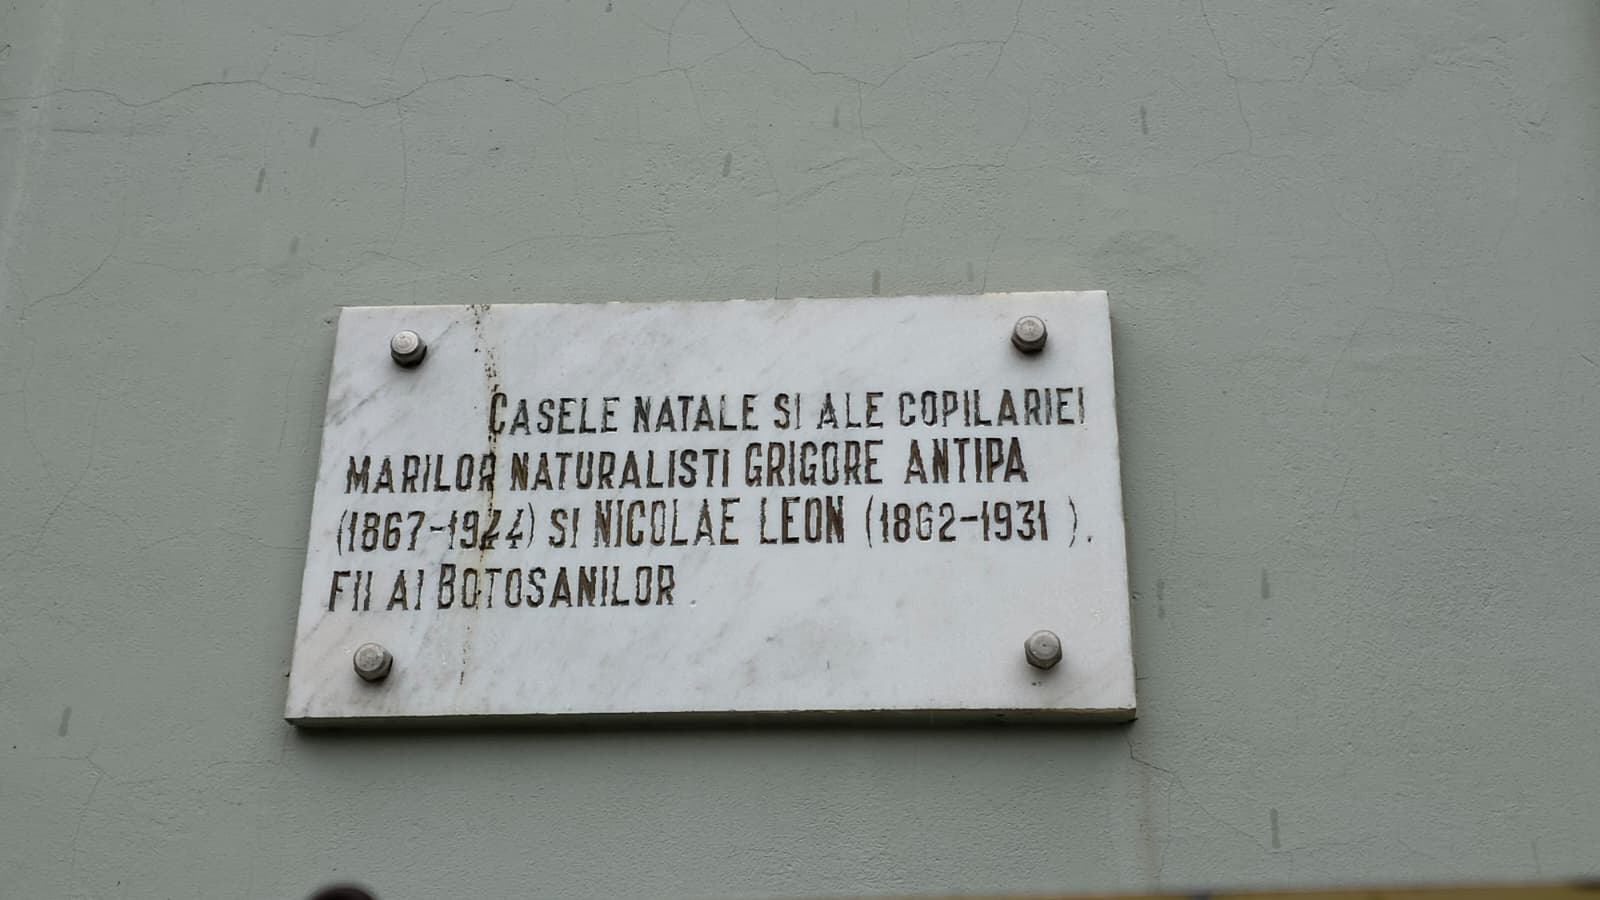 CASELE NATALE SI ALE COPILARIEI
MARILOR NATURALISTI GRIGORE ANTIPA
(1867-1944) SI NICOLAE LEON (1862-1931).
FII AI BOTOSANILOR.